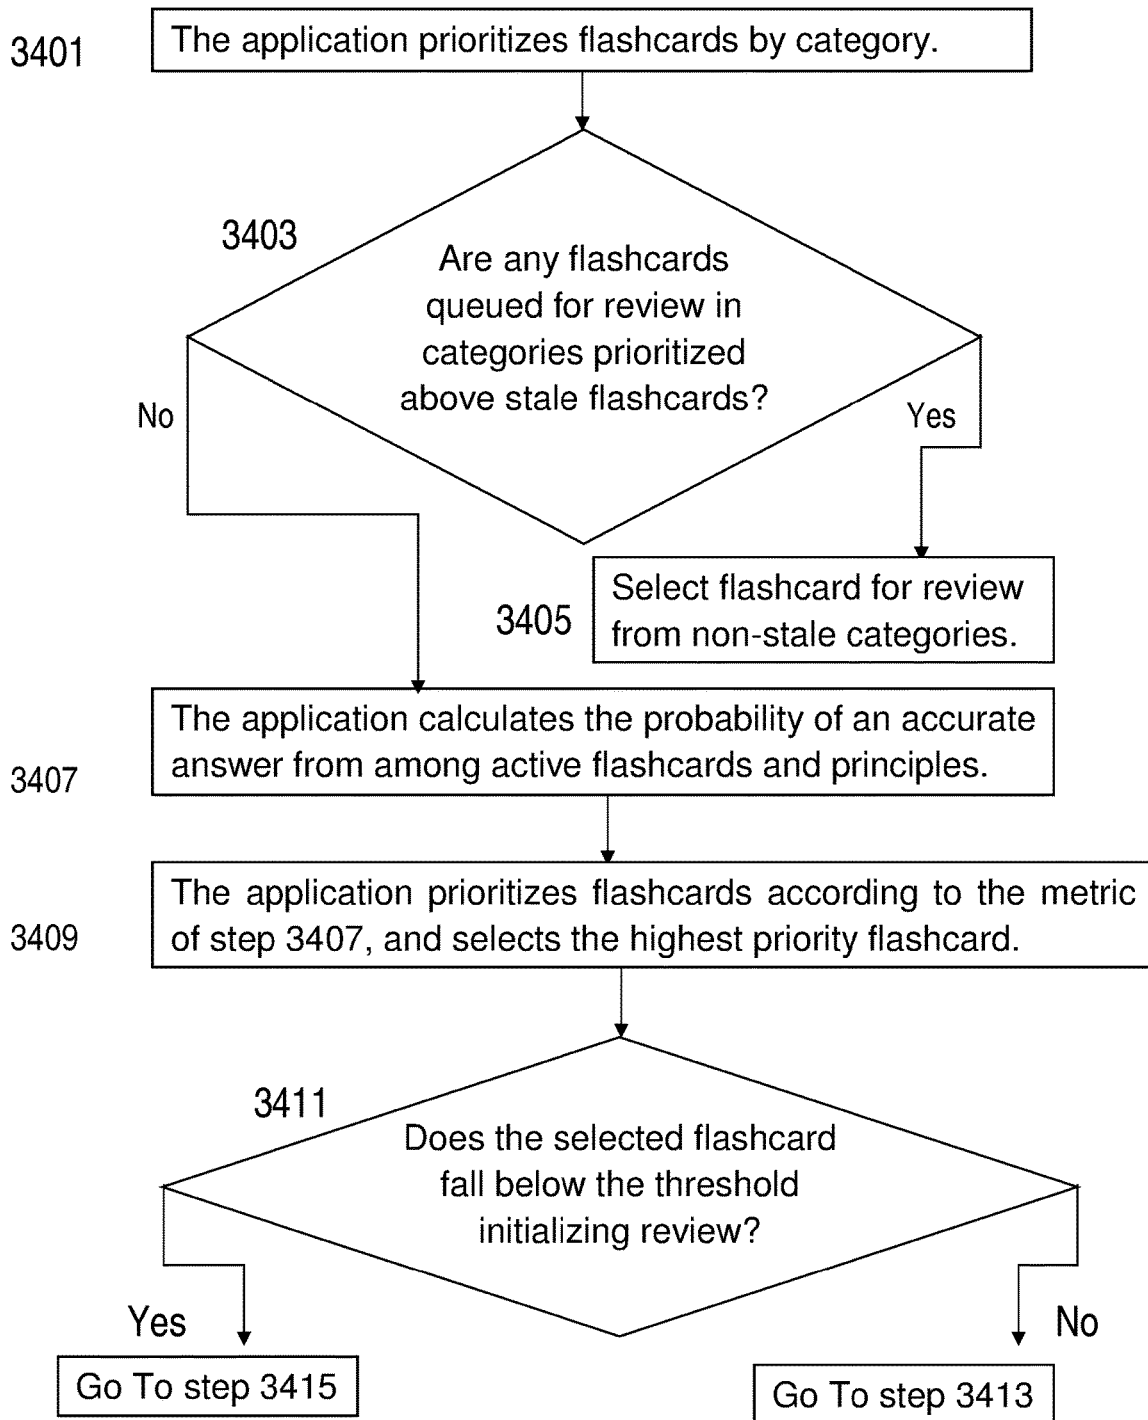 3401
The application prioritizes flashcards by category.
3403
Are any flashcards
queued for review in
categories prioritized
above stale flashcards?
No
Yes
3405
Select flashcard for review
from non-stale categories.
3407
The application calculates the probability of an accurate
answer from among active flashcards and principles.
3409
The application prioritizes flashcards according to the metric
of step 3407, and selects the highest priority flashcard.
3411
Does the selected flashcard
fall below the threshold
initializing review?
Yes
No
Go To step 3415
Go To step 3413